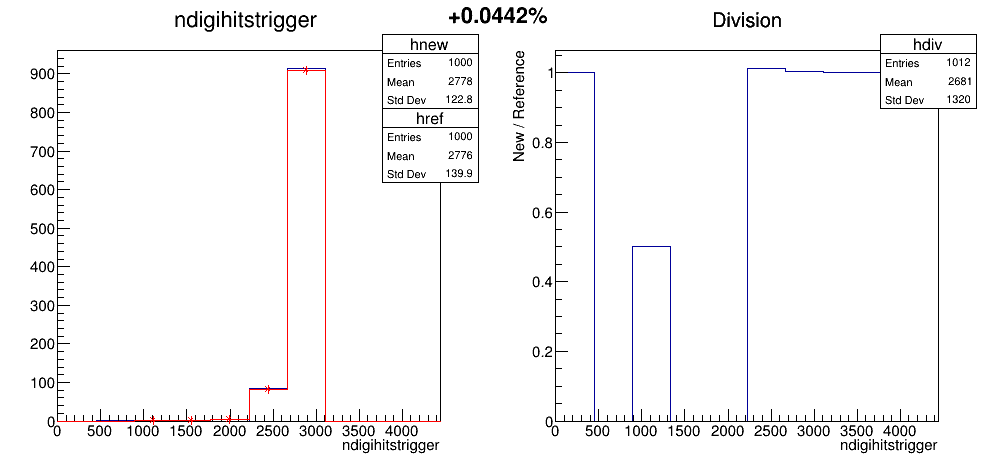 ndigihitstrigger
+0.0442%
Division
hnew
Entries 1000
Mean 2778
Std Dev 122.8
href
Entries 1000
Mean 2776
Std Dev 139.9
900
800
700
600
500
400
300
200
100
0
0 500 1000 1500 2000 2500 3000 3500 4000
ndigihitstrigger
hdiv
Entries 1012
Mean 2681
Std Dev 1320
New / Reference
1
0.8
0.6
0.4
0.2
0
0 500 1000 1500 2000 2500 3000 3500 4000
ndigihitstrigger